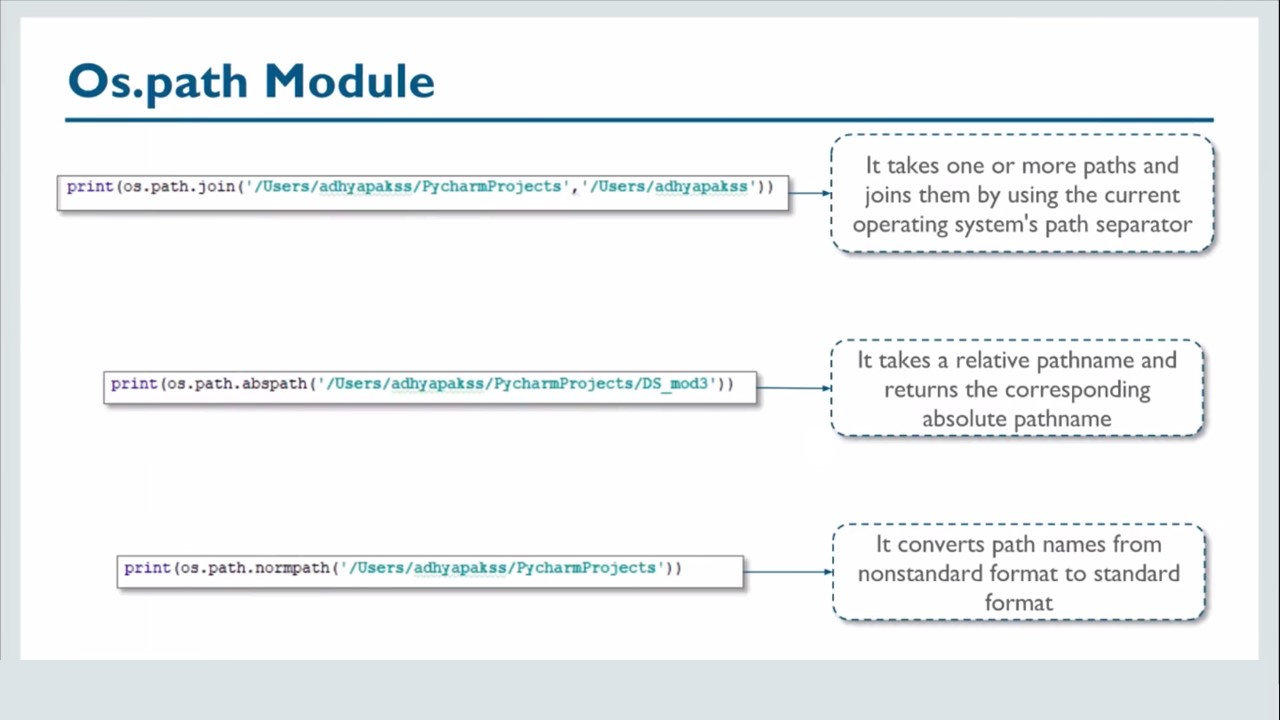 Os.path Module
print(os.path.join('/Users/adhyapakss/PycharmProjects','/Users/adhyapakss'))
It takes one or more paths and
joins them by using the current
operating system's path separator
print(os.path.abspath('/Users/adhyapakss/PycharmProjects/DS_mod3'))
It takes a relative pathname and
returns the corresponding
absolute pathname
print(os.path.normpath('/Users/adhyapakss/PycharmProjects'))
It converts path names from
nonstandard format to standard
format